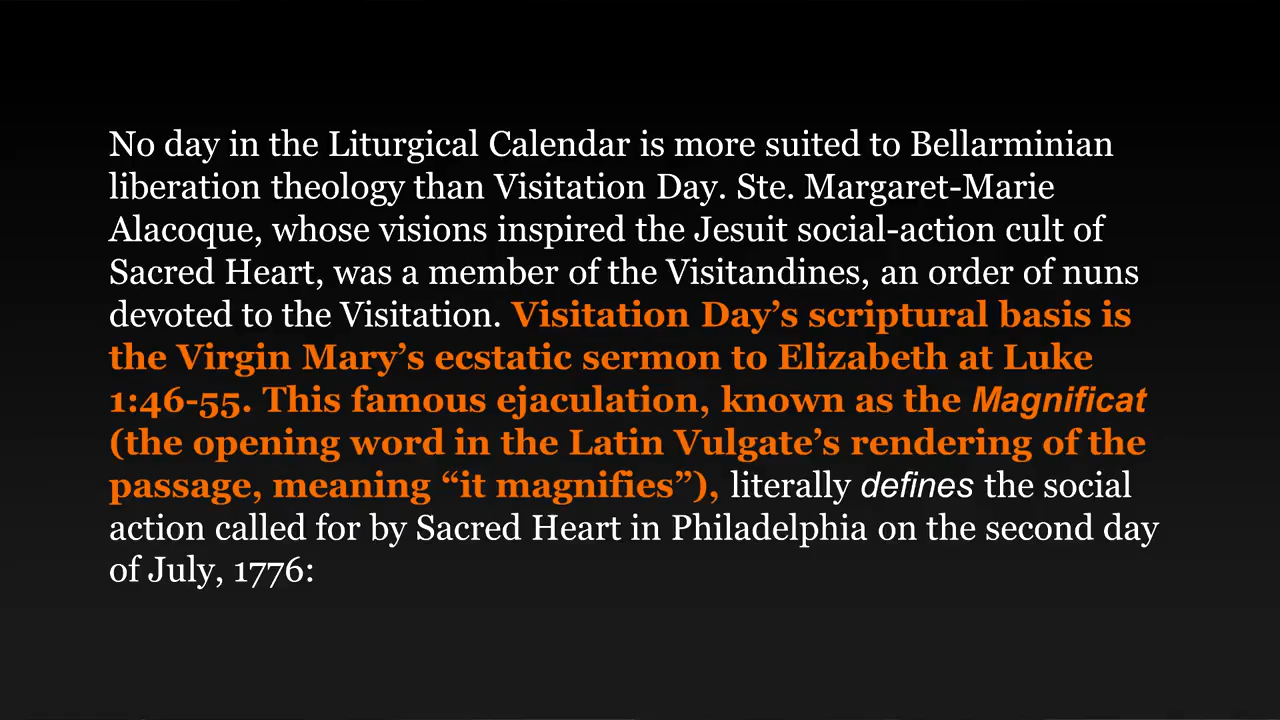 No day in the Liturgical Calendar is more suited to Bellarminian
liberation theology than Visitation Day. Ste. Margaret-Marie
Alacoque, whose visions inspired the Jesuit social-action cult of
Sacred Heart, was a member of the Visitandines, an order of nuns
devoted to the Visitation. Visitation Day’s scriptural basis is
the Virgin Mary’s ecstatic sermon to Elizabeth at Luke
1:46-55. This famous ejaculation, known as the Magnificat
(the opening word in the Latin Vulgate’s rendering of the
passage, meaning “it magnifies”), literally defines the social
action called for by Sacred Heart in Philadelphia on the second day
of July, 1776: